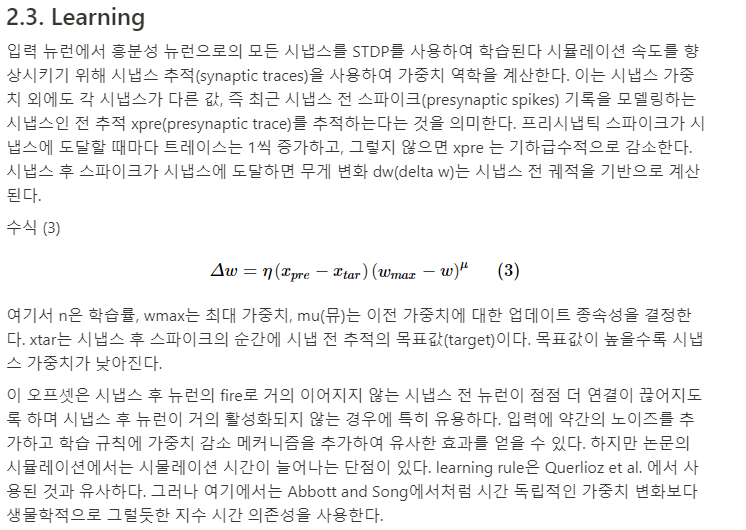 2.3. Learning
입력 뉴런에서 흥분성 뉴런으로의 모든 시냅스를 STDP를 사용하여 학습된다 시뮬레이션 속도를 향
상시키기 위해 시냅스 추적(synaptic traces)을 사용하여 가중치 역학을 계산한다. 이는 시냅스 가중
치 외에도 각 시냅스가 다른 값, 즉 최근 시냅스 전 스파이크(presynaptic spikes) 기록을 모델링하는
시냅스인 전 추적 xpre(presynaptic trace)를 추적하는다는 것을 의미한다. 프리시냅틱 스파이크가 시
냅스에 도달할 때마다 트레이스는 1씩 증가하고, 그렇지 않으면 xpre 는 기하급수적으로 감소한다.
시냅스 후 스파이크가 시냅스에 도달하면 무게 변화 dw(delta w)는 시냅스 전 궤적을 기반으로 계산
된다.
수식 (3)
Δw = η(x_pre − x_tar)(w_max − w)^μ (3)
여기서 n은 학습률, wmax는 최대 가중치, mu(뮤)는 이전 가중치에 대한 업데이트 종속성을 결정한
다. xtar는 시냅스 후 스파이크의 순간에 시냅 전 추적의 목표값(target)이다. 목표값이 높을수록 시냅
스 가중치가 낮아진다.
이 오프셋은 시냅스 후 뉴런의 fire로 거의 이어지지 않는 시냅스 전 뉴런이 점점 더 연결이 끊어지도
록 하며 시냅스 후 뉴런이 거의 활성화되지 않는 경우에 특히 유용하다. 입력에 약간의 노이즈를 추
가하고 학습 규칙에 가중치 감소 메커니즘을 추가하여 유사한 효과를 얻을 수 있다. 하지만 논문의
시뮬레이션에서는 시물레이션 시간이 늘어나는 단점이 있다. learning rule은 Querlioz et al. 에서 사
용된 것과 유사하다. 그러나 여기에서는 Abbott and Song에서처럼 시간 독립적인 가중치 변화보다
생물학적으로 그럴듯한 지수 시간 의존성을 사용한다.